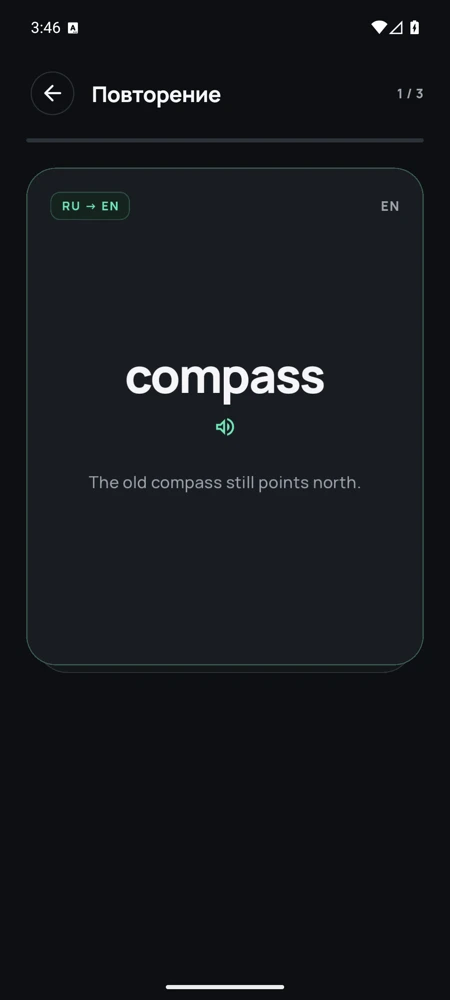 3:46 A
Повторение
1 / 3
RU → EN
EN
compass
The old compass still points north.